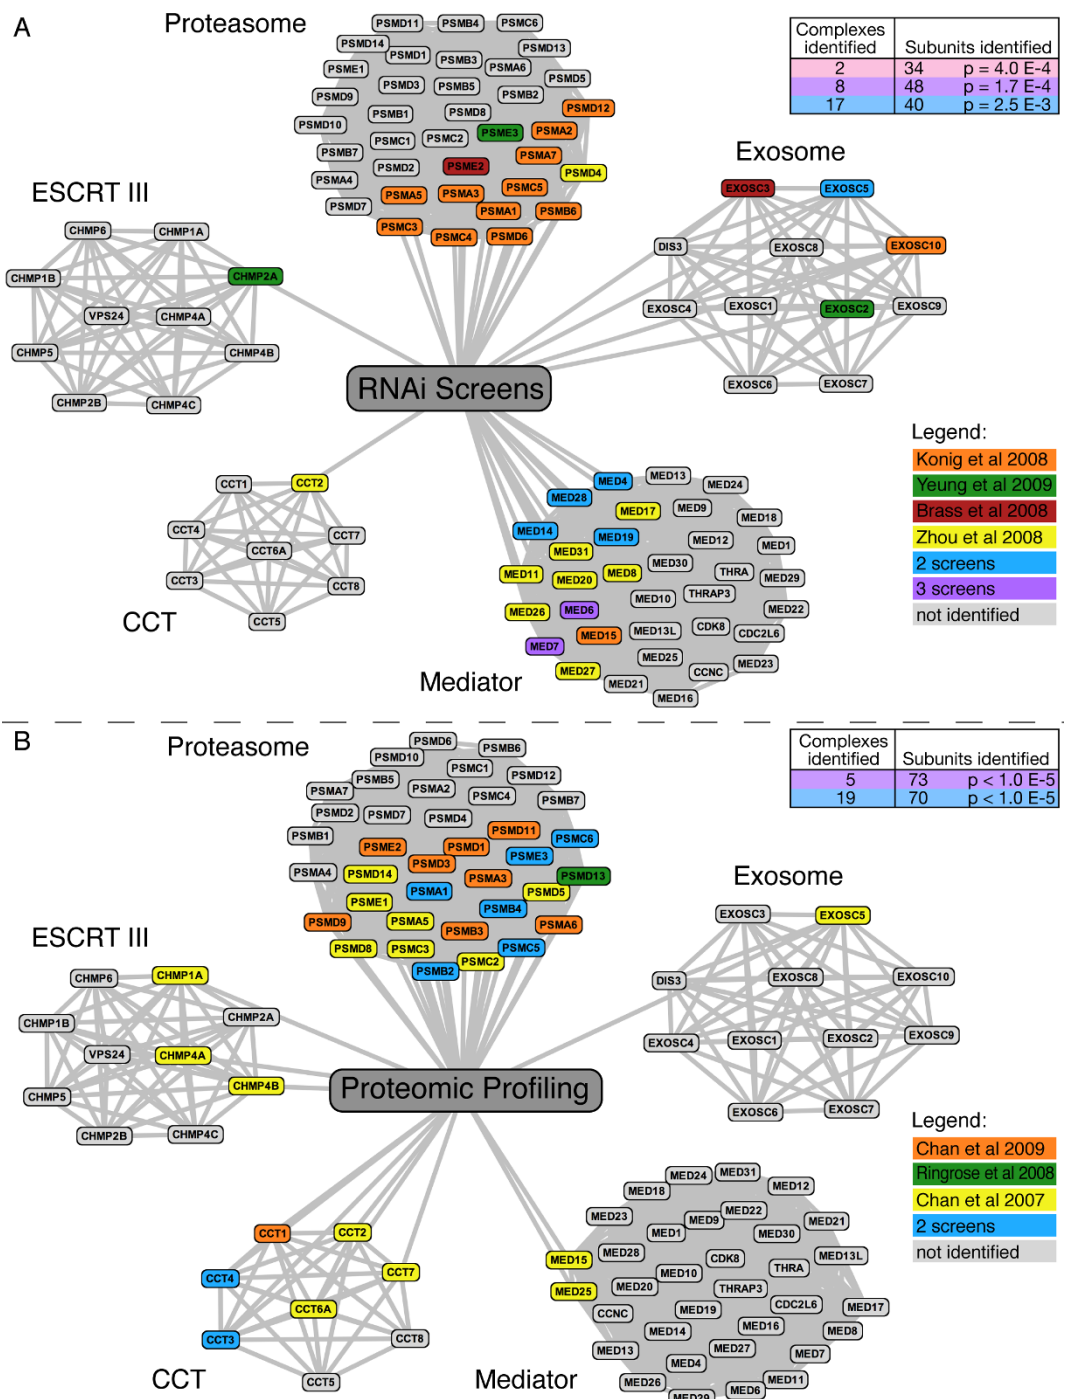 A
Proteasome
PSMD11
PSMB4
PSMC6
PSMD14
PSMD1
PSMB3
PSMD13
PSME1
PSMA6
PSMD3
PSMB5
PSMD5
PSMD9
PSMB2
PSMB1
PSMD8
PSMD12
PSMD10
PSMC1
PSMC2
PSME3
PSMA2
PSMB7
PSMA7
PSMD2
PSME2
PSMD4
PSMA4
PSMA5
PSMA3
PSMC5
PSMD7
PSMA1
PSMB6
PSMC3
PSMC4
PSMD6
Complexes
identified
Subunits identified
2 34 p = 4.0 E-4
8 48 p = 1.7 E-4
17 40 p = 2.5 E-3
ESCRT III
CHMP6
CHMP1A
CHMP1B
CHMP2A
VPS24
CHMP4A
CHMP5
CHMP4B
CHMP2B
CHMP4C
Exosome
EXOSC3
EXOSC5
DIS3
EXOSC8
EXOSC10
EXOSC4
EXOSC1
EXOSC2
EXOSC9
EXOSC6
EXOSC7
RNAi Screens
CCT1
CCT2
CCT4
CCT7
CCT6A
CCT3
CCT8
CCT5
CCT
MED4
MED13
MED24
MED28
MED17
MED9
MED18
MED14
MED19
MED12
MED1
MED31
MED30
THRA
MED29
MED11
MED20
MED8
MED10
THRAP3
MED22
MED26
MED6
MED15
MED13L
CDK8
CDC2L6
MED7
MED25
MED23
MED27
CCNC
MED21
MED16
Mediator
Legend:
Konig et al 2008
Yeung et al 2009
Brass et al 2008
Zhou et al 2008
2 screens
3 screens
not identified
B
Proteasome
PSMD6
PSMB6
PSMD10
PSMC1
PSMD12
PSMB5
PSMA7
PSMA2
PSMC4
PSMB7
PSMD2
PSMD7
PSMD4
PSMB1
PSMD11
PSMC6
PSME2
PSMD1
PSME3
PSMD3
PSMA4
PSMD14
PSMA3
PSMD13
PSMA1
PSMD5
PSME1
PSMB4
PSMD9
PSMA5
PSMB3
PSMA6
PSMD8
PSMC3
PSMC5
PSMC2
PSMB2
Complexes
identified
Subunits identified
5 73 p < 1.0 E-5
19 70 p < 1.0 E-5
ESCRT III
CHMP6
CHMP1A
CHMP1B
CHMP2A
VPS24
CHMP4A
CHMP5
CHMP4B
CHMP2B
CHMP4C
Exosome
EXOSC3
EXOSC5
DIS3
EXOSC8
EXOSC10
EXOSC4
EXOSC1
EXOSC2
EXOSC9
EXOSC6
EXOSC7
Proteomic Profiling
CCT1
CCT2
CCT4
CCT7
CCT6A
CCT3
CCT8
CCT5
CCT
MED24
MED31
MED18
MED12
MED23
MED9
MED22
MED21
MED1
MED30
MED15
MED28
CDK8
MED13L
MED10
THRA
MED25
MED20
THRAP3
CCNC
MED19
CDC2L6
MED17
MED14
MED16
MED8
MED13
MED27
MED7
MED4
MED26
MED11
MED6
MED29
Mediator
Legend:
Chan et al 2009
Ringrose et al 2008
Chan et al 2007
2 screens
not identified